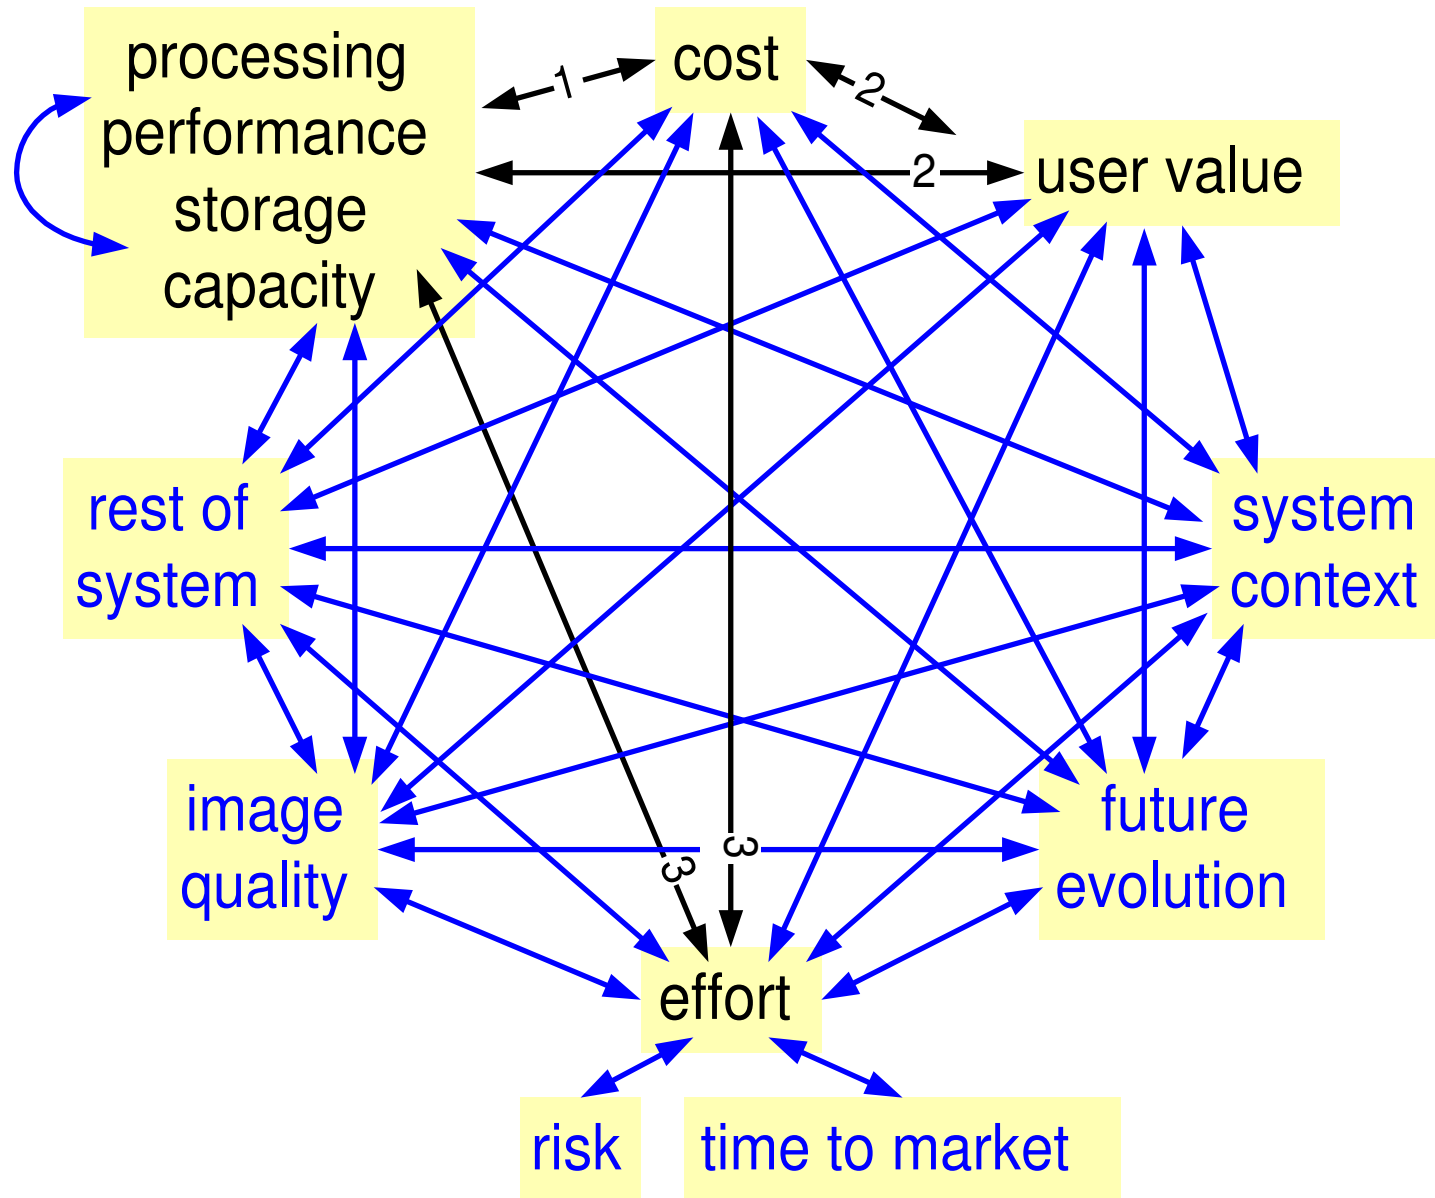 processing
performance
storage
capacity
cost
user value
1
2
2
rest of
system
system
context
image
quality
future
evolution
3
3
effort
risk
time to market